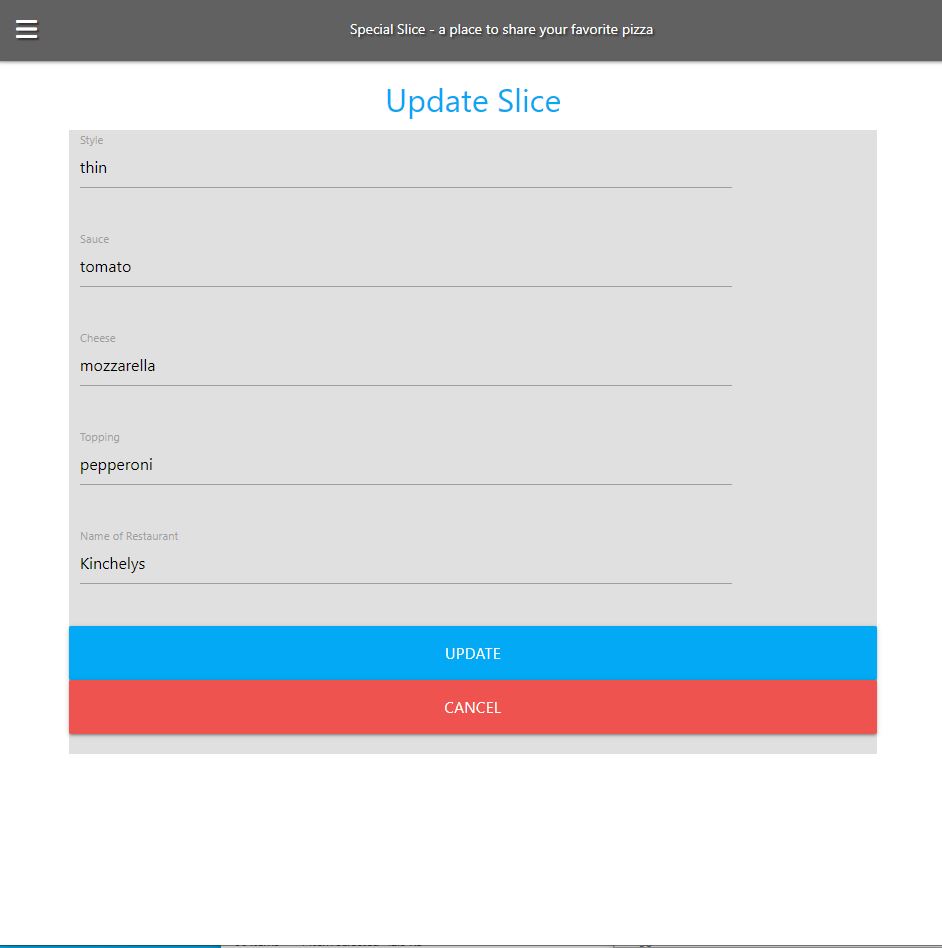 Special Slice - a place to share your favorite pizza
Update Slice
Style
thin
Sauce
tomato
Cheese
mozzarella
Topping
pepperoni
Name of Restaurant
Kinchelys
UPDATE
CANCEL